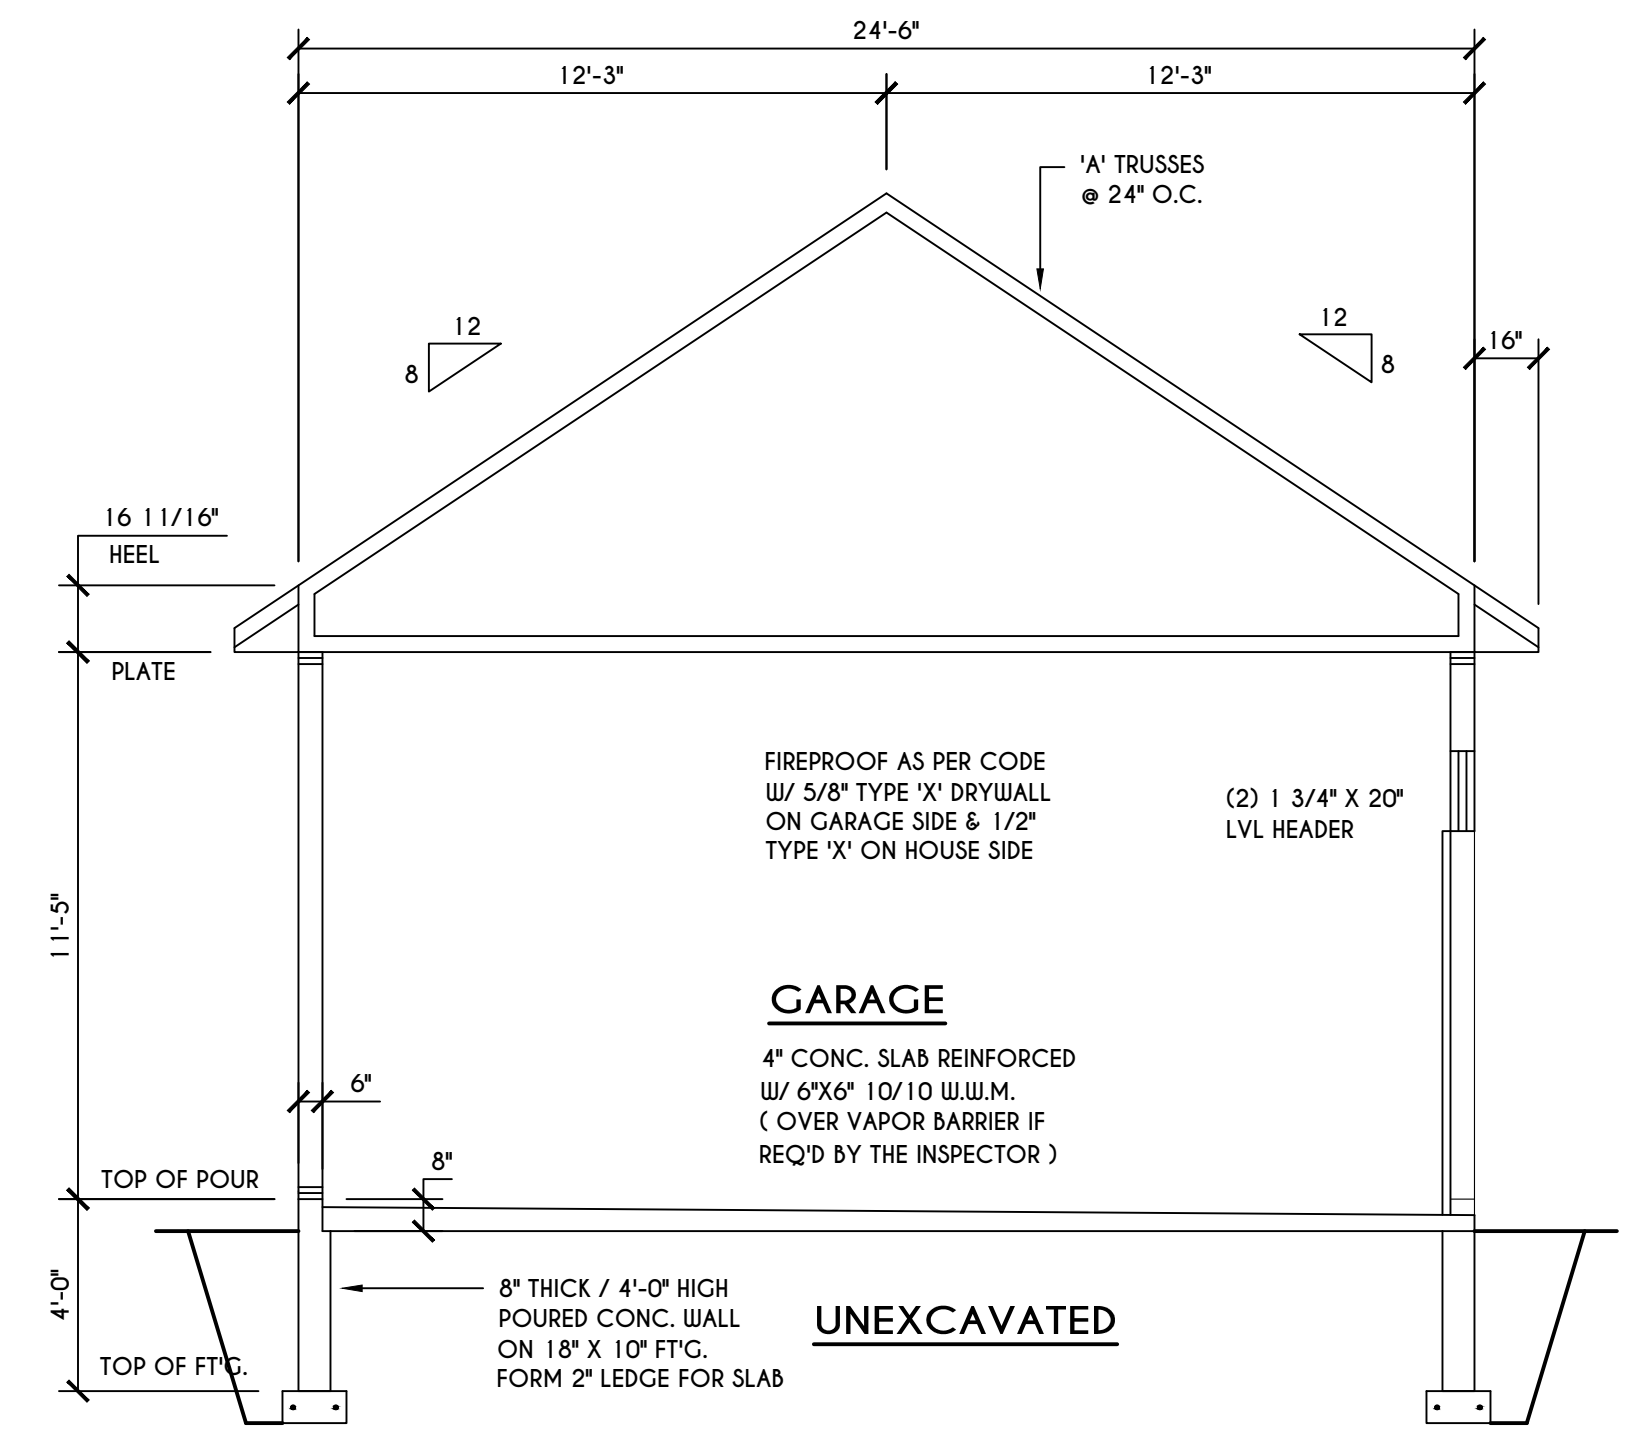 24'-6"
12'-3"
12'-3"
'A' TRUSSES
@ 24" O.C.
12
8
12
8
16"
16 11/16"
HEEL
PLATE
FIREPROOF AS PER CODE
W/ 5/8" TYPE 'X' DRYWALL
ON GARAGE SIDE & 1/2"
TYPE 'X' ON HOUSE SIDE
(2) 1 3/4" X 20"
LVL HEADER
11'-5"
GARAGE
4" CONC. SLAB REINFORCED
W/ 6"X6" 10/10 W.W.M.
( OVER VAPOR BARRIER IF
REQ'D BY THE INSPECTOR )
6"
8"
TOP OF POUR
4'-0"
8" THICK / 4'-0" HIGH
POURED CONC. WALL
ON 18" X 10" FT'G.
FORM 2" LEDGE FOR SLAB
UNEXCAVATED
TOP OF FT'G.